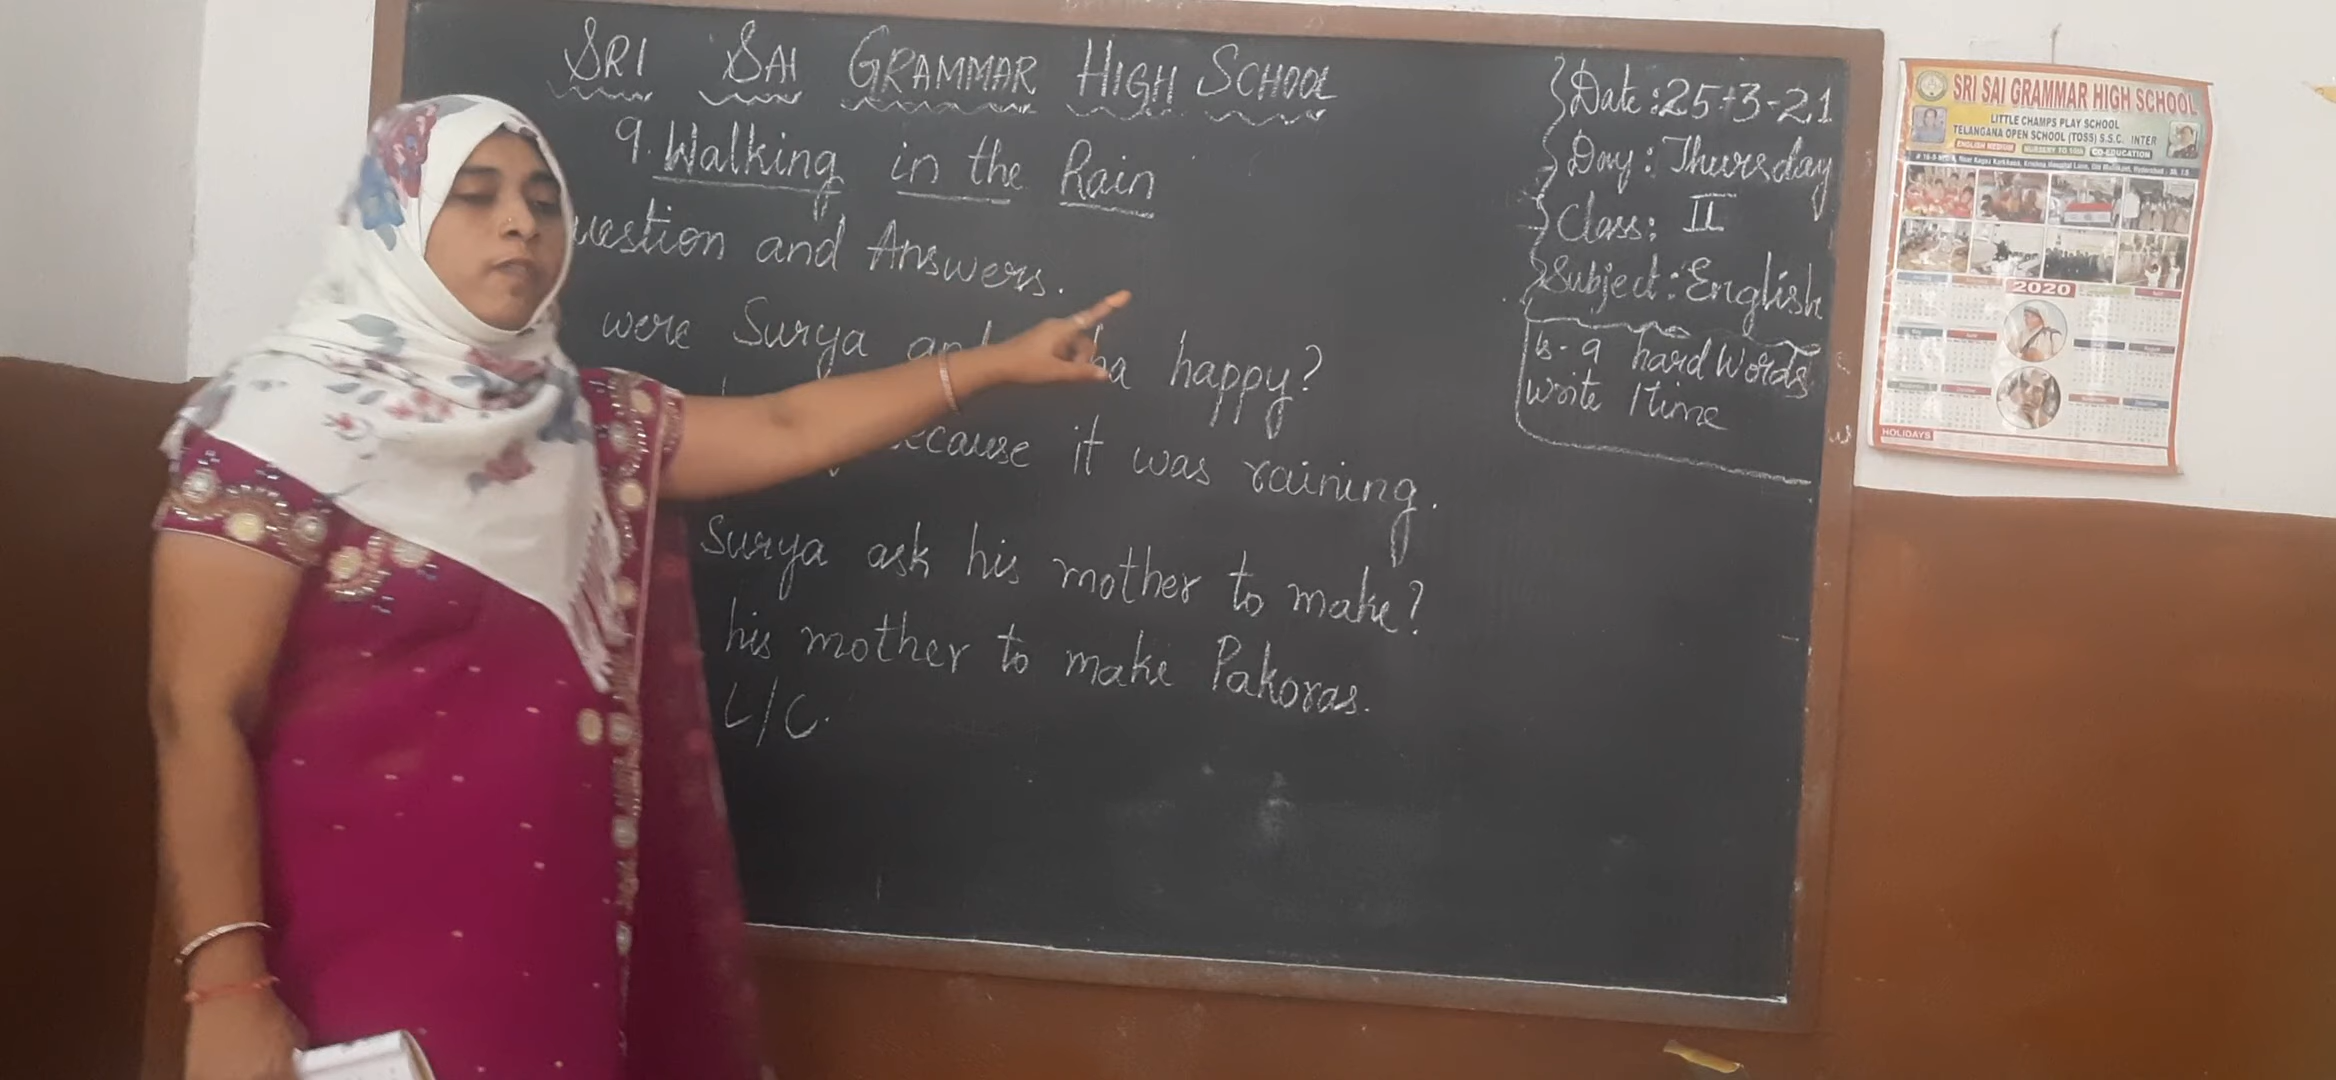 SRI SAI GRAMMAR HIGH SCHOOL
9. Walking in the Rain
uestion and Answers.
were Surya an ha happy?
ecause it was raining.
Surya ask his mother to make?
his mother to make Pakoras.
L/C.
Date: 25-3-21
Day: Thursday
Class: II
Subject: English
L-9 hard Words
write 1 time
SRI SAI GRAMMAR HIGH SCHOOL
LITTLE CHAMPS PLAY SCHOOL
TELANGANA OPEN SCHOOL (TOSS) S.S.C. INTER
ENGLISH MEDIUM NURSERY TO 10th CO-EDUCATION
2020
HOLIDAYS